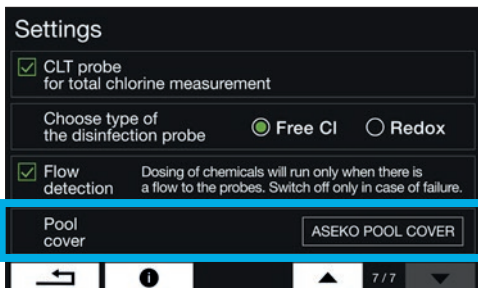 Settings
CLT probe
for total chlorine measurement
Choose type of
the disinfection probe
Free Cl
Redox
Flow
detection
Dosing of chemicals will run only when there is
a flow to the probes. Switch off only in case of failure.
Pool
cover
ASEKO POOL COVER
7/7